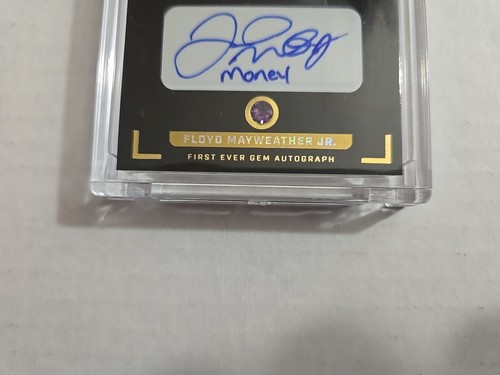 Money
FLOYD MAYWEATHER JR.
FIRST EVER GEM AUTOGRAPH